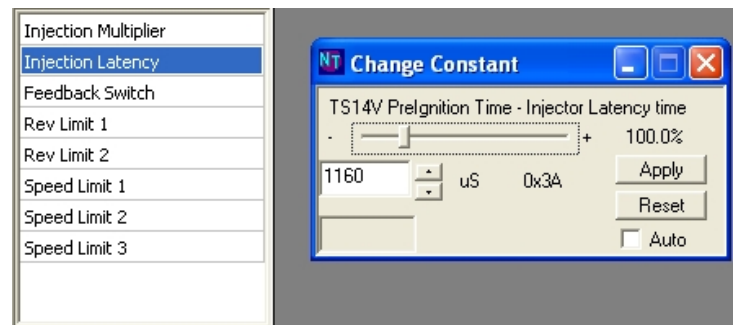 Injection Multiplier
Injection Latency
Feedback Switch
Rev Limit 1
Rev Limit 2
Speed Limit 1
Speed Limit 2
Speed Limit 3
NT Change Constant
TS14V PreIgnition Time - Injector Latency time
- + 100.0%
1160 uS 0x3A Apply
Reset
Auto